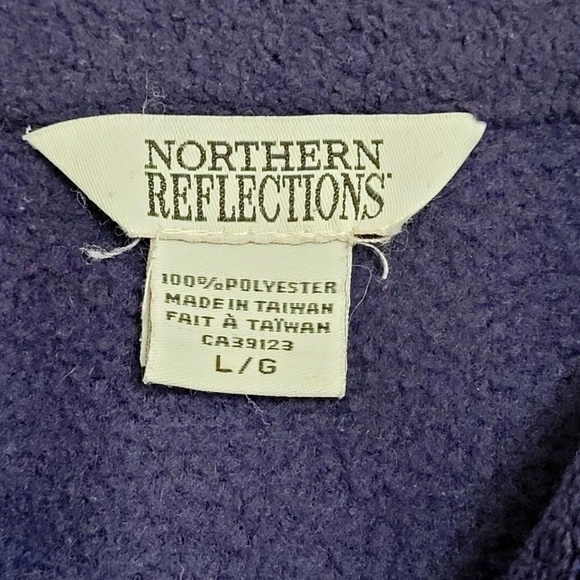 NORTHERN
REFLECTIONS
100% POLYESTER
MADE IN TAIWAN
FAIT À TAÏWAN
CA39123
L/G